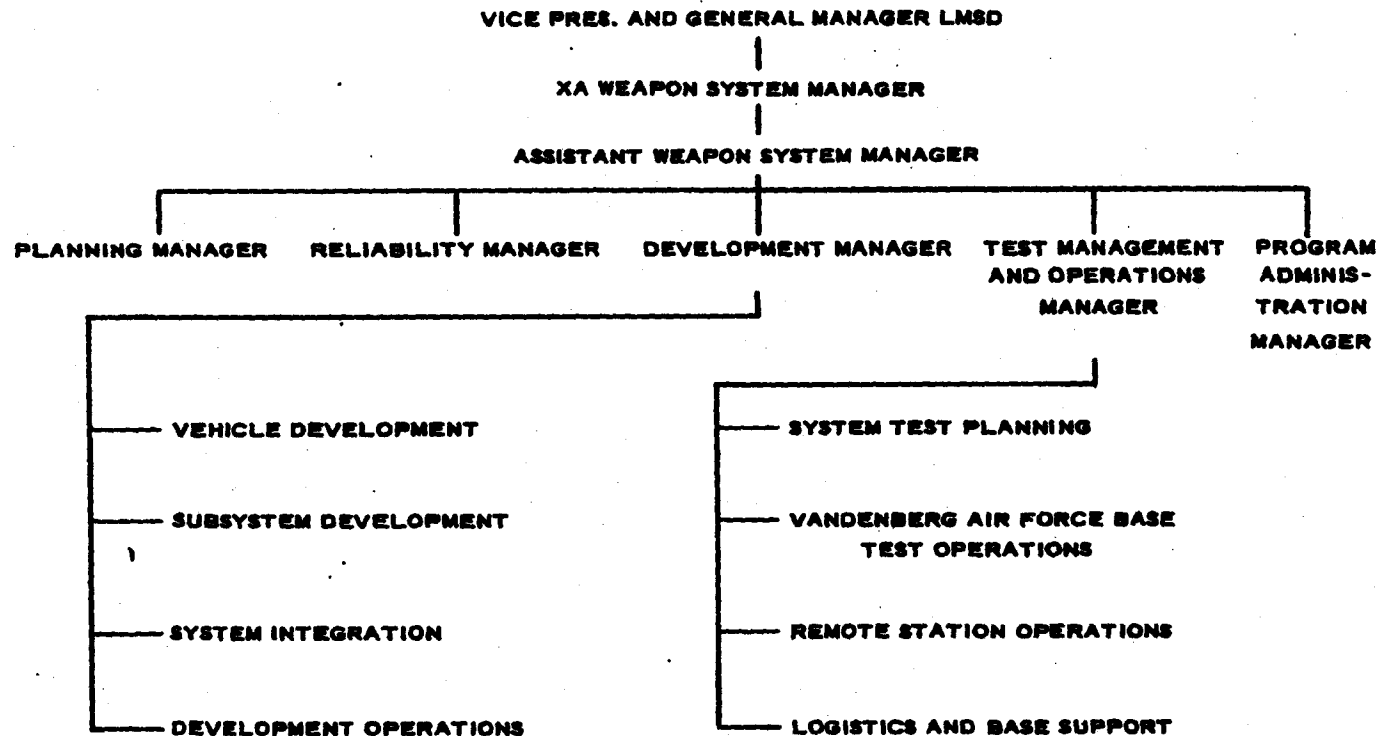 VICE PRES. AND GENERAL MANAGER LMSD
XA WEAPON SYSTEM MANAGER
ASSISTANT WEAPON SYSTEM MANAGER
PLANNING MANAGER
RELIABILITY MANAGER
DEVELOPMENT MANAGER
TEST MANAGEMENT
AND OPERATIONS
MANAGER
PROGRAM
ADMINIS-
TRATION
MANAGER
VEHICLE DEVELOPMENT
SUBSYSTEM DEVELOPMENT
SYSTEM INTEGRATION
DEVELOPMENT OPERATIONS
SYSTEM TEST PLANNING
VANDENBERG AIR FORCE BASE
TEST OPERATIONS
REMOTE STATION OPERATIONS
LOGISTICS AND BASE SUPPORT